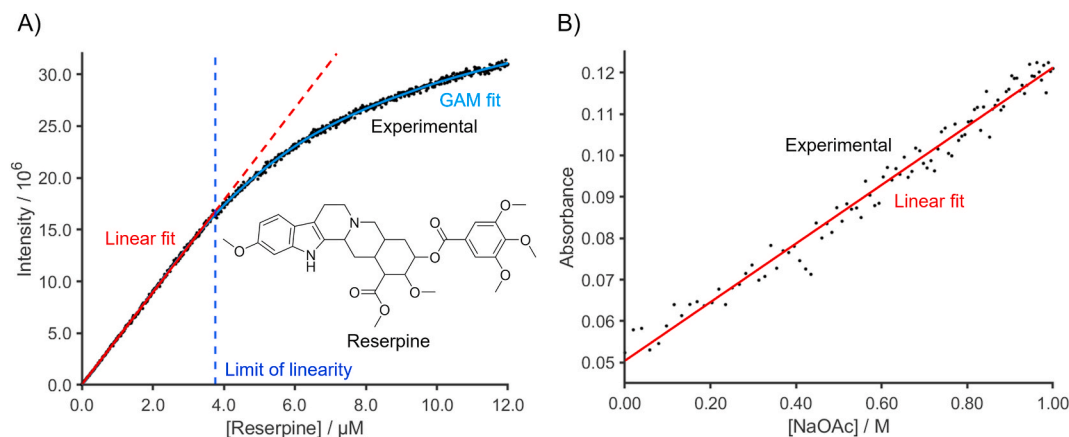 A)
Intensity / 10⁶
30.0
25.0
20.0
15.0
10.0
5.0
0.0
0.0 2.0 4.0 6.0 8.0 10.0 12.0
[Reserpine] / µM
GAM fit
Experimental
Linear fit
O
N
NH
O
O
O
O
O
O
O
O
Reserpine
Limit of linearity
B)
Absorbance
0.12
0.11
0.10
0.09
0.08
0.07
0.06
0.05
0.00 0.20 0.40 0.60 0.80 1.00
[NaOAc] / M
Experimental
Linear fit